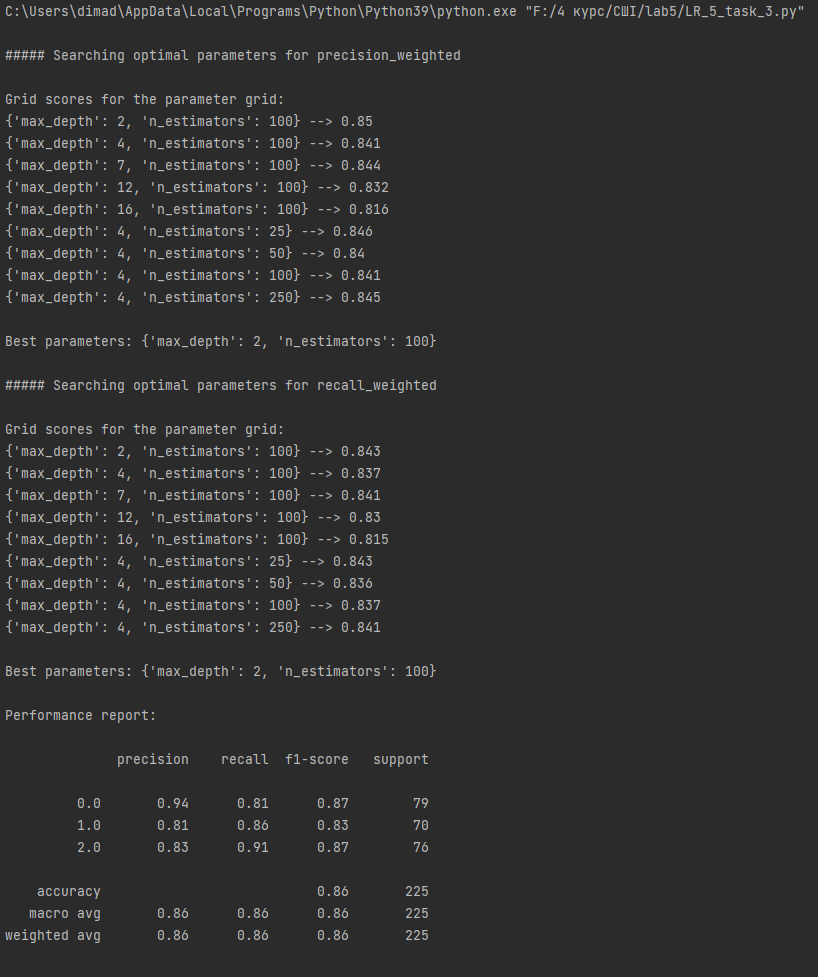 C:\Users\dimad\AppData\Local\Programs\Python\Python39\python.exe "F:/4 курс/СШІ/lab5/LR_5_task_3.py"
##### Searching optimal parameters for precision_weighted
Grid scores for the parameter grid:
{'max_depth': 2, 'n_estimators': 100} --> 0.85
{'max_depth': 4, 'n_estimators': 100} --> 0.841
{'max_depth': 7, 'n_estimators': 100} --> 0.844
{'max_depth': 12, 'n_estimators': 100} --> 0.832
{'max_depth': 16, 'n_estimators': 100} --> 0.816
{'max_depth': 4, 'n_estimators': 25} --> 0.846
{'max_depth': 4, 'n_estimators': 50} --> 0.84
{'max_depth': 4, 'n_estimators': 100} --> 0.841
{'max_depth': 4, 'n_estimators': 250} --> 0.845
Best parameters: {'max_depth': 2, 'n_estimators': 100}
##### Searching optimal parameters for recall_weighted
Grid scores for the parameter grid:
{'max_depth': 2, 'n_estimators': 100} --> 0.843
{'max_depth': 4, 'n_estimators': 100} --> 0.837
{'max_depth': 7, 'n_estimators': 100} --> 0.841
{'max_depth': 12, 'n_estimators': 100} --> 0.83
{'max_depth': 16, 'n_estimators': 100} --> 0.815
{'max_depth': 4, 'n_estimators': 25} --> 0.843
{'max_depth': 4, 'n_estimators': 50} --> 0.836
{'max_depth': 4, 'n_estimators': 100} --> 0.837
{'max_depth': 4, 'n_estimators': 250} --> 0.841
Best parameters: {'max_depth': 2, 'n_estimators': 100}
Performance report:
precision recall f1-score support
0.0 0.94 0.81 0.87 79
1.0 0.81 0.86 0.83 70
2.0 0.83 0.91 0.87 76
accuracy 0.86 225
macro avg 0.86 0.86 0.86 225
weighted avg 0.86 0.86 0.86 225